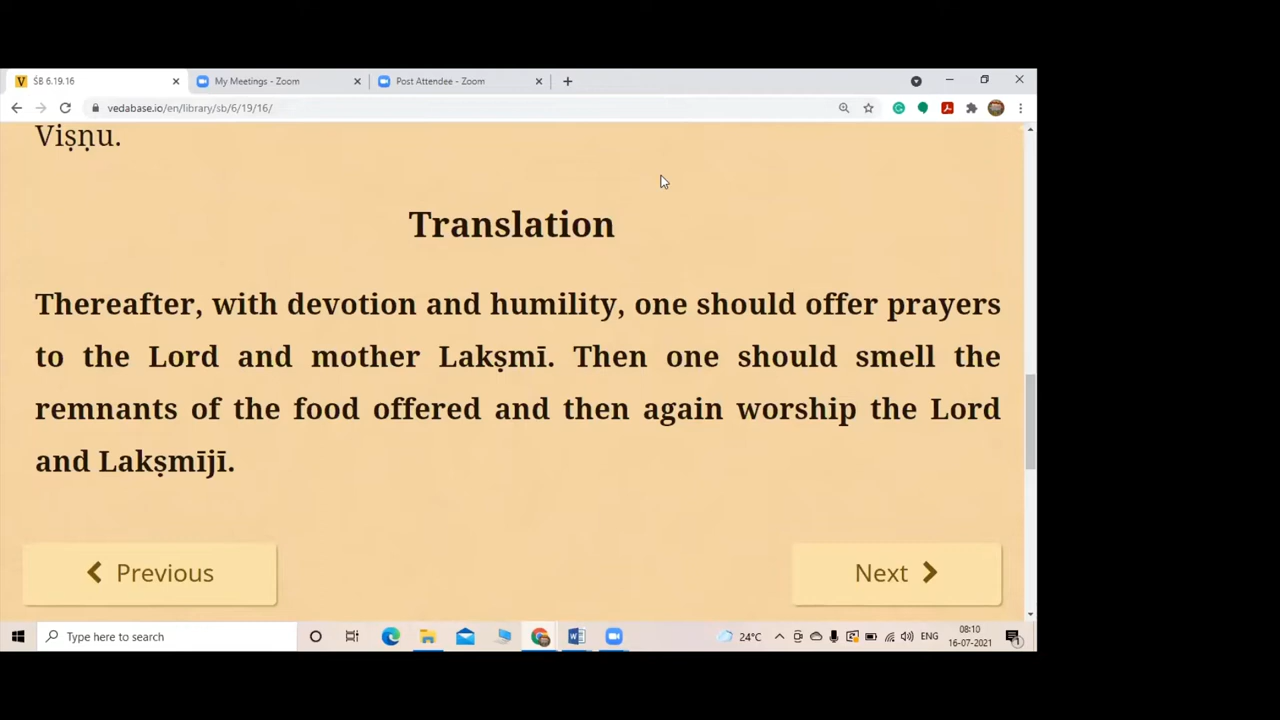 ŚB 6.19.16
My Meetings - Zoom
Post Attendee - Zoom
vedabase.io/en/library/sb/6/19/16/
Viṣṇu.
Translation
Thereafter, with devotion and humility, one should offer prayers
to the Lord and mother Lakṣmī. Then one should smell the
remnants of the food offered and then again worship the Lord
and Lakṣmījī.
Previous
Next
Type here to search
24°C
ENG
08:10
16-07-2021